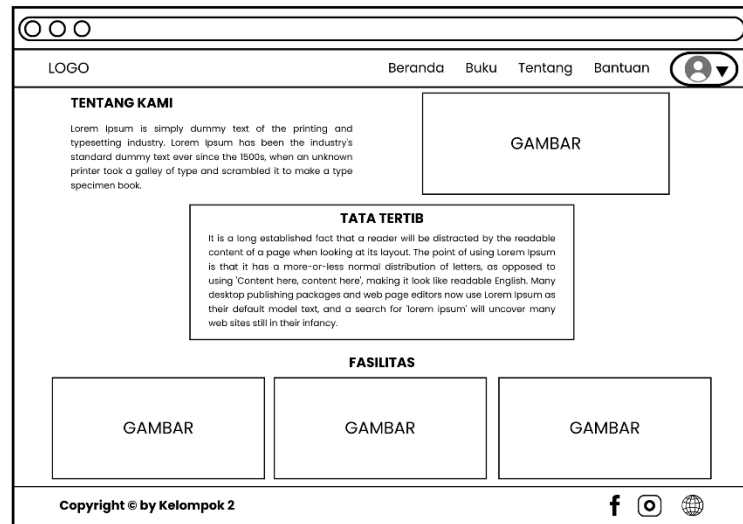 LOGO
Beranda Buku Tentang Bantuan
TENTANG KAMI
Lorem Ipsum is simply dummy text of the printing and
typesetting industry. Lorem Ipsum has been the industry's
standard dummy text ever since the 1500s, when an unknown
printer took a galley of type and scrambled it to make a type
specimen book.
GAMBAR
TATA TERTIB
It is a long established fact that a reader will be distracted by the readable
content of a page when looking at its layout. The point of using Lorem Ipsum
is that it has a more-or-less normal distribution of letters, as opposed to
using 'Content here, content here', making it look like readable English. Many
desktop publishing packages and web page editors now use Lorem Ipsum as
their default model text, and a search for 'lorem ipsum' will uncover many
web sites still in their infancy.
FASILITAS
GAMBAR GAMBAR GAMBAR
Copyright © by Kelompok 2